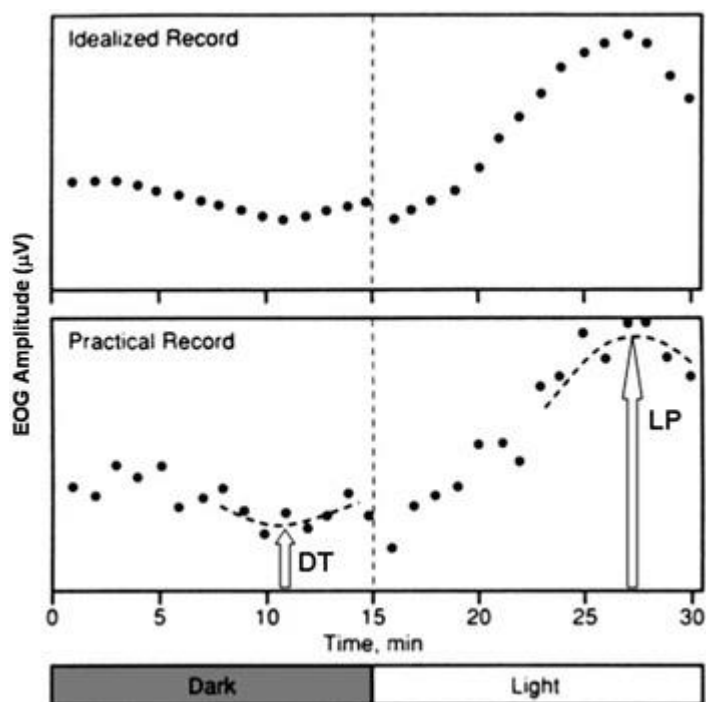 Idealized Record
EOG Amplitude (μV)
Practical Record
LP
DT
0 5 10 15 20 25 30
Time, min
Dark Light